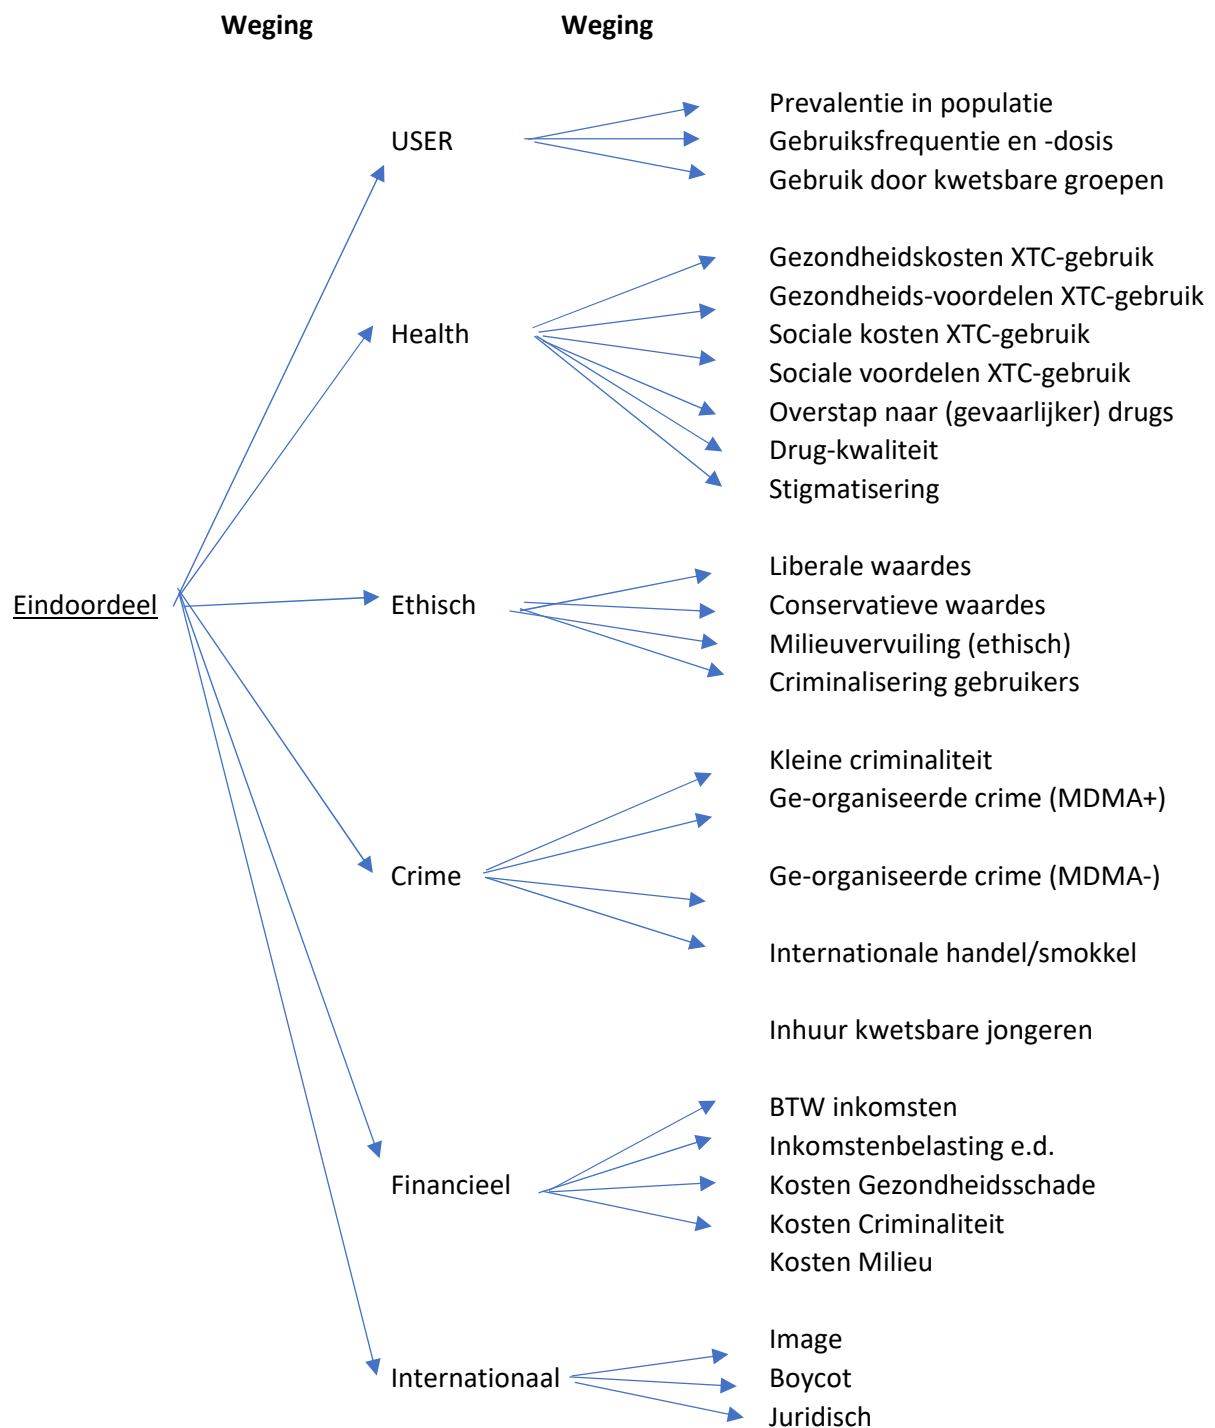 Weging Weging
Prevalentie in populatie
USER Gebruiksfrequentie en -dosis
Gebruik door kwetsbare groepen
Gezondheidskosten XTC-gebruik
Gezondheids-voordelen XTC-gebruik
Health Sociale kosten XTC-gebruik
Sociale voordelen XTC-gebruik
Overstap naar (gevaarlijker) drugs
Drug-kwaliteit
Stigmatisering
Liberale waardes
Eindoordeel Ethisch Conservatieve waardes
Milieuvervuiling (ethisch)
Criminalisering gebruikers
Kleine criminaliteit
Ge-organiseerde crime (MDMA+)
Crime Ge-organiseerde crime (MDMA-)
Internationale handel/smokkel
Inhuur kwetsbare jongeren
BTW inkomsten
Inkomstenbelasting e.d.
Financieel Kosten Gezondheidsschade
Kosten Criminaliteit
Kosten Milieu
Image
Internationaal Boycot
Juridisch